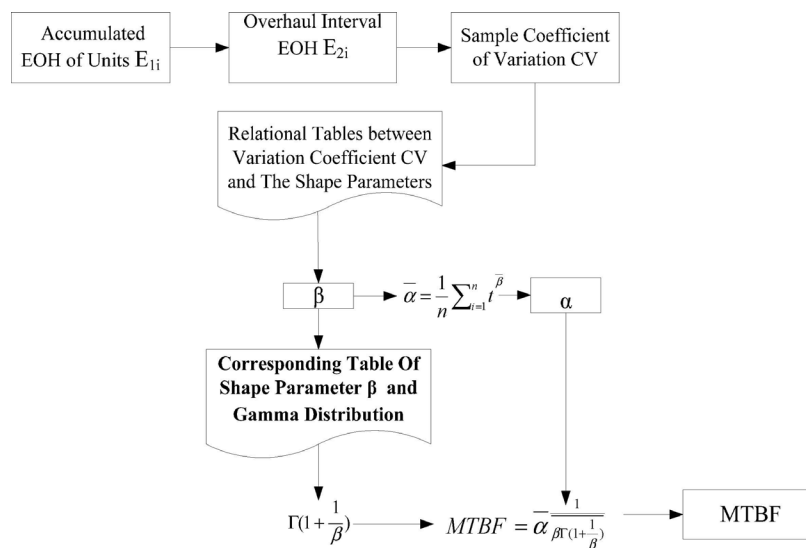 Accumulated
EOH of Units E₁ᵢ
Overhaul Interval
EOH E₂ᵢ
Sample Coefficient
of Variation CV
Relational Tables between
Variation Coefficient CV
and The Shape Parameters
β
ᾱ = 1/n ∑ᵢ₌₁ⁿ t^β̄
α
Corresponding Table Of
Shape Parameter β and
Gamma Distribution
Γ(1+1/β)
MTBF = ᾱ^(1/(βΓ(1+1/β)))
MTBF